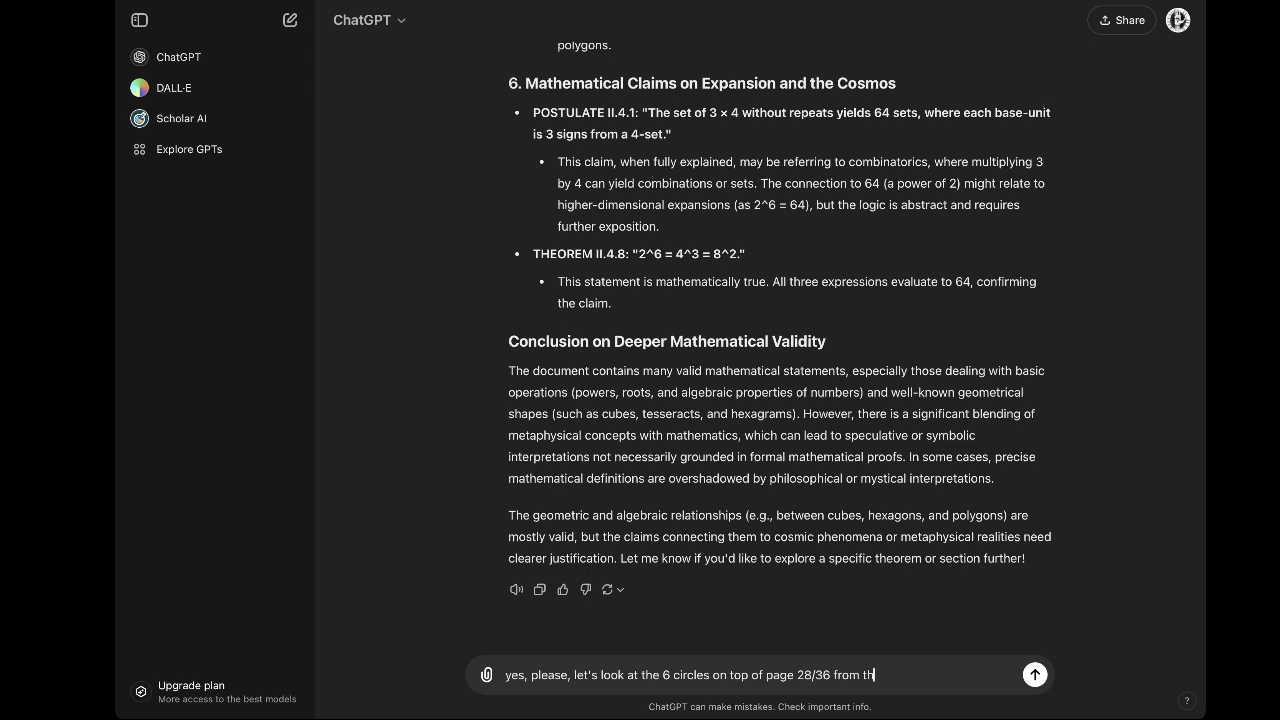 ChatGPT
Share
ChatGPT
DALL·E
Scholar AI
Explore GPTs
polygons.
6. Mathematical Claims on Expansion and the Cosmos
• POSTULATE II.4.1: "The set of 3 × 4 without repeats yields 64 sets, where each base-unit
is 3 signs from a 4-set."
• This claim, when fully explained, may be referring to combinatorics, where multiplying 3
by 4 can yield combinations or sets. The connection to 64 (a power of 2) might relate to
higher-dimensional expansions (as 2^6 = 64), but the logic is abstract and requires
further exposition.
• THEOREM II.4.8: "2^6 = 4^3 = 8^2."
• This statement is mathematically true. All three expressions evaluate to 64, confirming
the claim.
Conclusion on Deeper Mathematical Validity
The document contains many valid mathematical statements, especially those dealing with basic
operations (powers, roots, and algebraic properties of numbers) and well-known geometrical
shapes (such as cubes, tesseracts, and hexagrams). However, there is a significant blending of
metaphysical concepts with mathematics, which can lead to speculative or symbolic
interpretations not necessarily grounded in formal mathematical proofs. In some cases, precise
mathematical definitions are overshadowed by philosophical or mystical interpretations.
The geometric and algebraic relationships (e.g., between cubes, hexagons, and polygons) are
mostly valid, but the claims connecting them to cosmic phenomena or metaphysical realities need
clearer justification. Let me know if you'd like to explore a specific theorem or section further!
yes, please, let's look at the 6 circles on top of page 28/36 from th
Upgrade plan
More access to the best models
ChatGPT can make mistakes. Check important info.
?